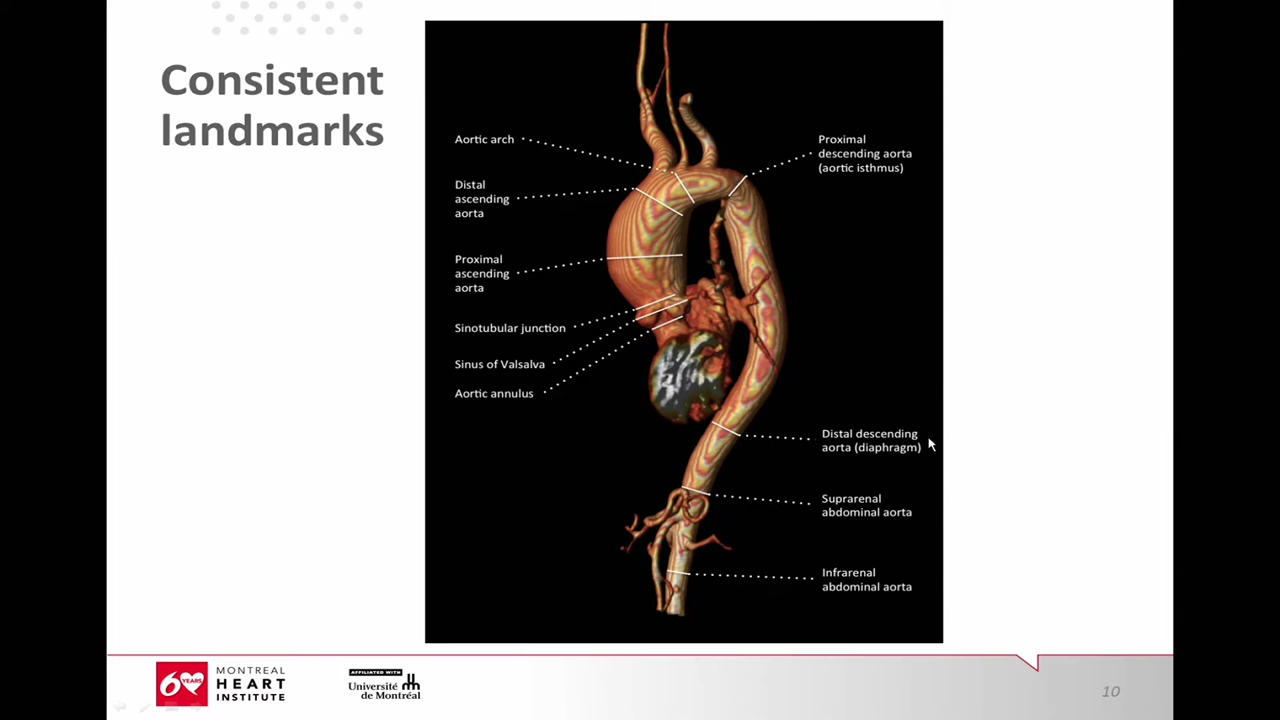 Consistent
landmarks
Aortic arch
Distal
ascending
aorta
Proximal
ascending
aorta
Sinotubular junction
Sinus of Valsalva
Aortic annulus
Proximal
descending aorta
(aortic isthmus)
Distal descending
aorta (diaphragm)
Suprarenal
abdominal aorta
Infrarenal
abdominal aorta
60
YEARS
MONTREAL
HEART
INSTITUTE
AFFILIATED WITH
Université
de Montréal
10